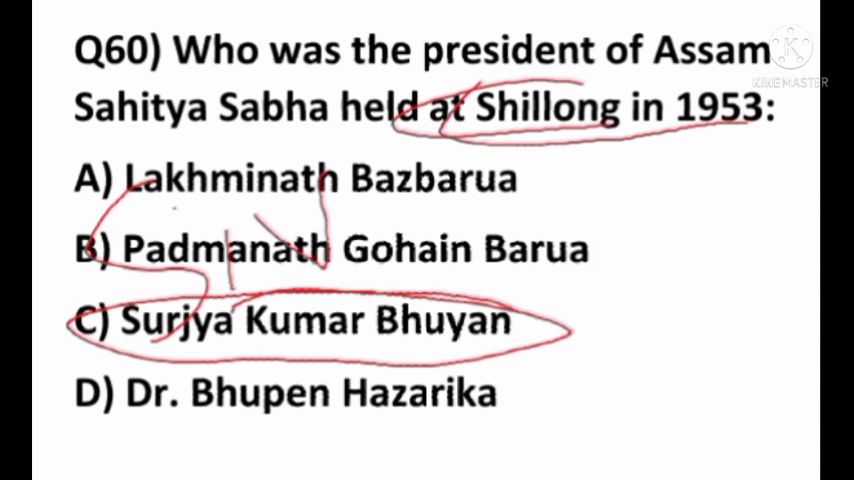 Q60) Who was the president of Assam
Sahitya Sabha held at Shillong in 1953:
A) Lakhminath Bazbarua
B) Padmanath Gohain Barua
C) Surjya Kumar Bhuyan
D) Dr. Bhupen Hazarika
K
KINEMASTER